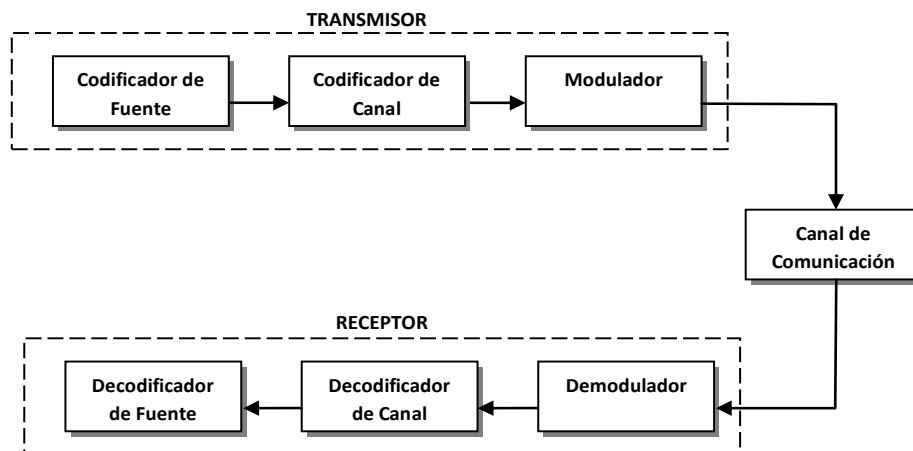 TRANSMISOR
Codificador de
Fuente
Codificador de
Canal
Modulador
Canal de
Comunicación
RECEPTOR
Decodificador
de Fuente
Decodificador
de Canal
Demodulador